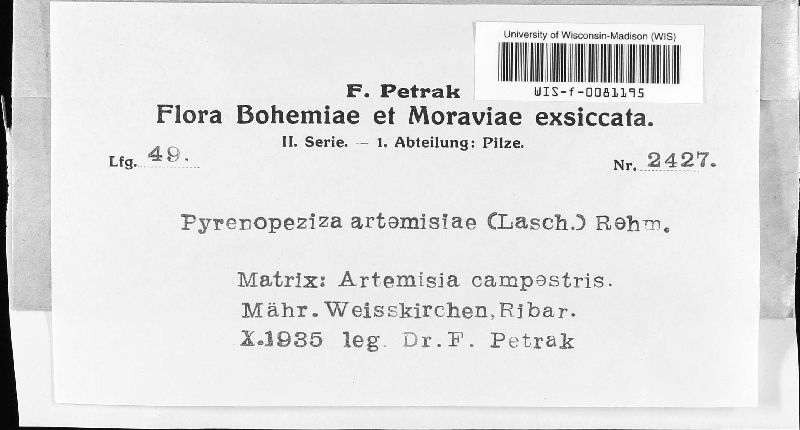 University of Wisconsin-Madison (WIS)
WIS-f-0081195
F. Petrak
Flora Bohemiae et Moraviae exsiccata.
II. Serie. – 1. Abteilung: Pilze.
Lfg. 49.
Nr. 2427.
Pyrenopeziza artemisiae (Lasch.) Rehm.
Matrix: Artemisia campestris.
Mähr. Weisskirchen, Ribar.
X.1935 leg. Dr. F. Petrak